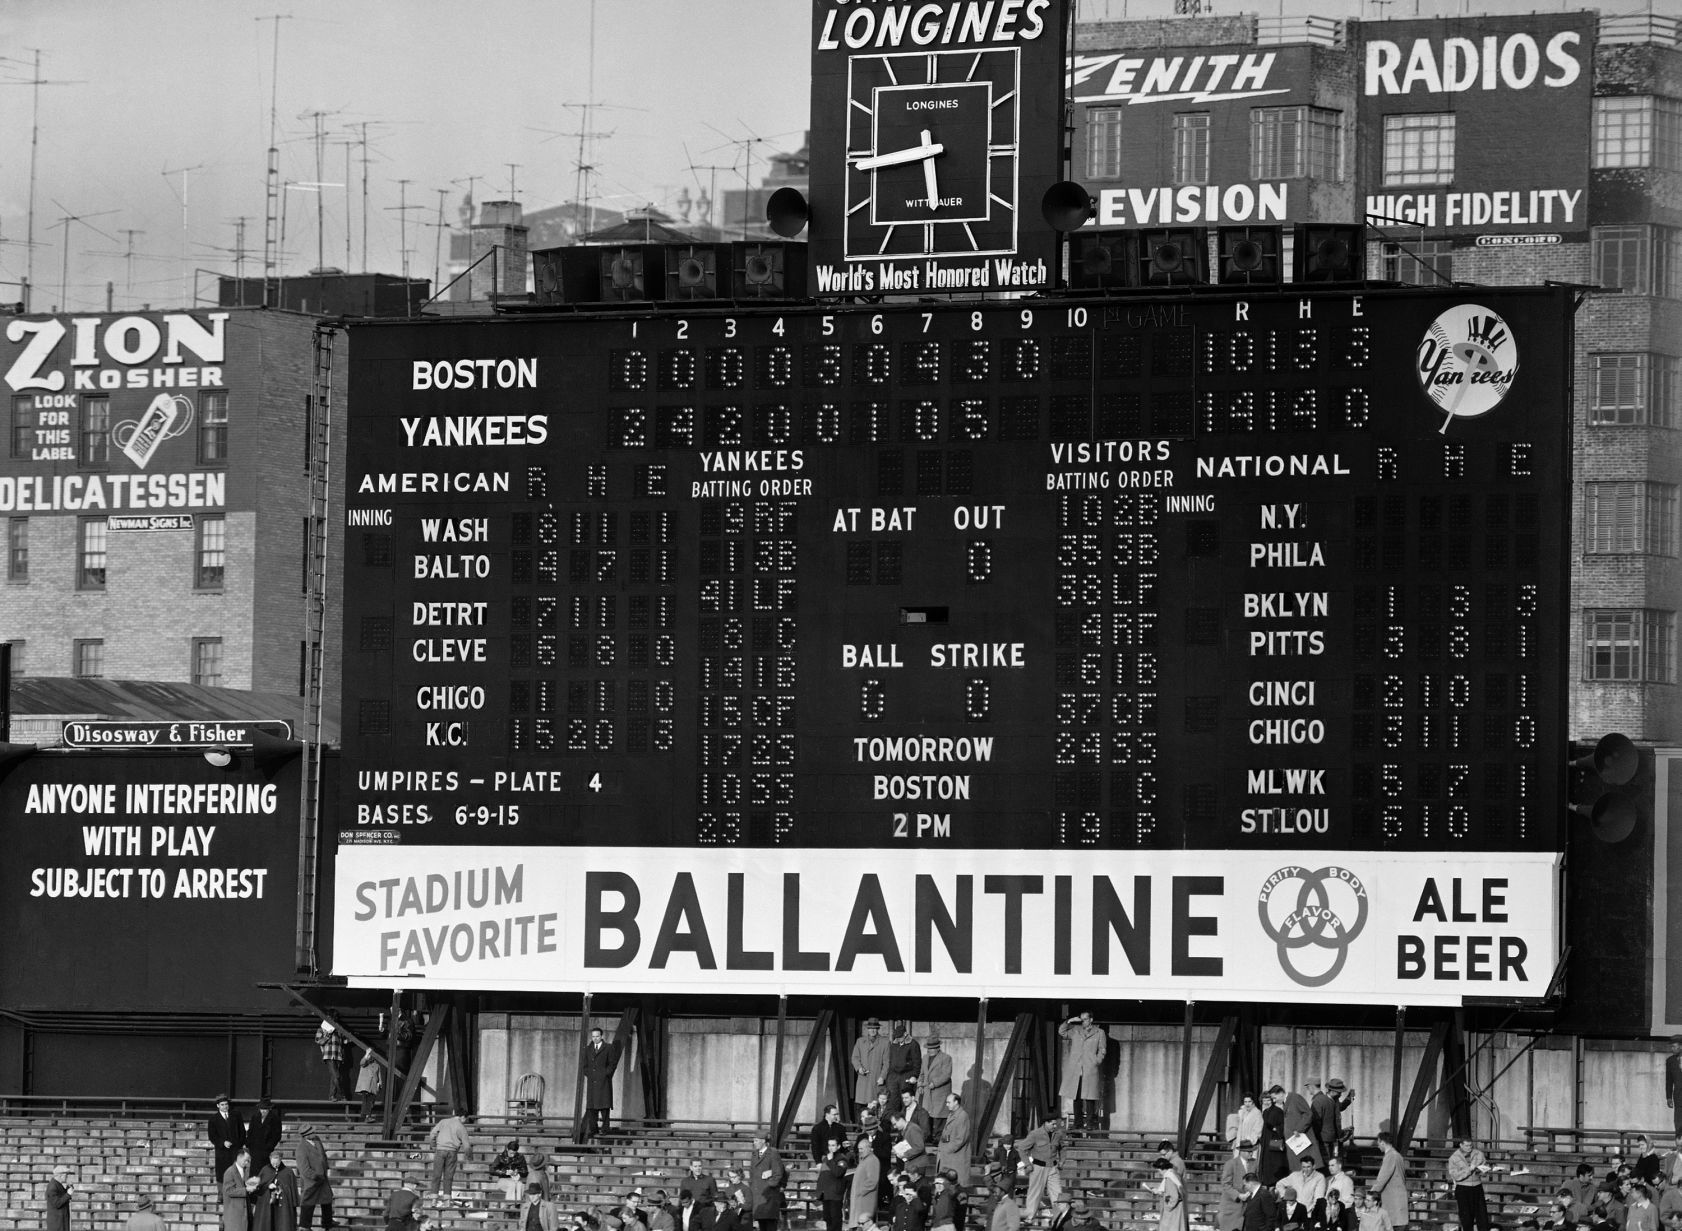 LONGINES
LONGINES
WITTNAUER
World's Most Honored Watch
ZENITH
EVISION
RADIOS
HIGH FIDELITY
CONCORD
ZION
KOSHER
LOOK
FOR
THIS
LABEL
DELICATESSEN
NEWMAN SIGNS Inc
Disosway & Fisher
ANYONE INTERFERING
WITH PLAY
SUBJECT TO ARREST
1 2 3 4 5 6 7 8 9 10 1ST GAME R H E
BOSTON 0 0 0 0 3 0 4 3 0 10 13 3
YANKEES 2 4 2 0 0 1 0 5 14 14 0
Yankees
AMERICAN R H E
INNING
WASH 8 11 1
BALTO 4 7 1
DETRT 7 11 1
CLEVE 6 8 0
CHIGO 1 1 0
K.C. 15 20 3
UMPIRES - PLATE 4
BASES 6-9-15
DON SPENCER CO. INC
YANKEES
BATTING ORDER
9 RF
1 3B
41 LF
8 C
14 1B
15 CF
17 2S
10 SS
23 P
AT BAT OUT
0
BALL STRIKE
0 0
TOMORROW
BOSTON
2 PM
VISITORS
BATTING ORDER
10 2B
35 3B
38 LF
4 RF
6 1B
37 CF
24 SS
C
19 P
NATIONAL R H E
INNING
N.Y.
PHILA
BKLYN 1 3 3
PITTS 3 8 1
CINCI 2 10 1
CHIGO 3 11 0
MLWK 5 7 1
ST.LOU 6 10 1
STADIUM
FAVORITE
BALLANTINE
PURITY BODY
FLAVOR
ALE
BEER